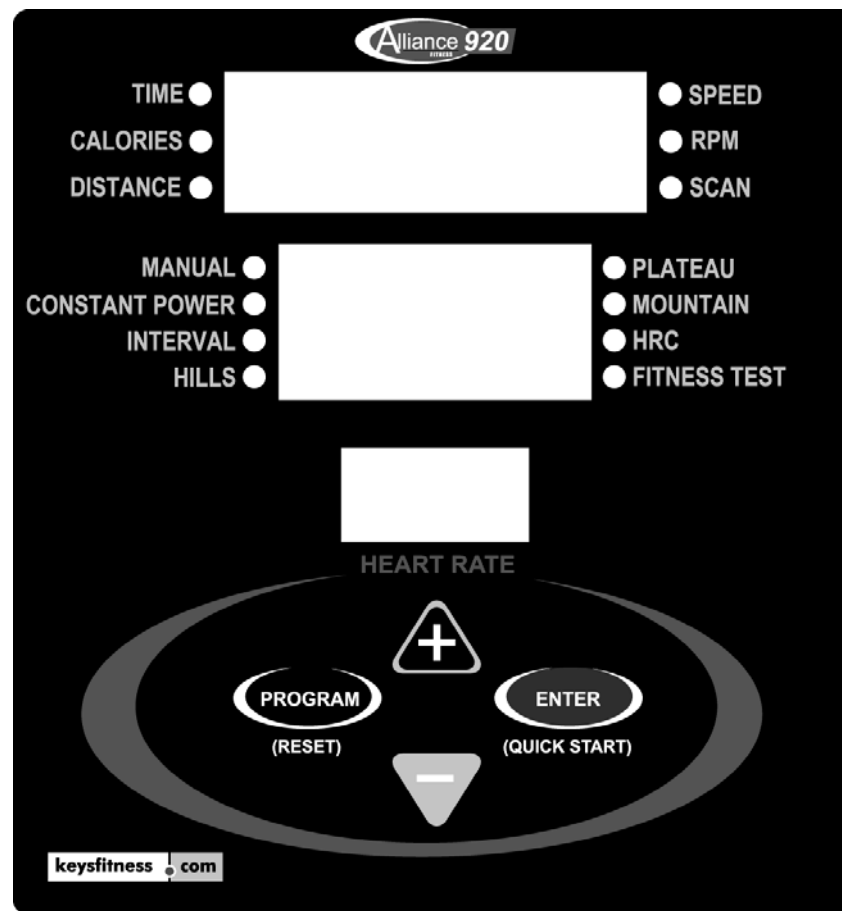 Alliance 920
FITNESS
TIME
SPEED
CALORIES
RPM
DISTANCE
SCAN
MANUAL
PLATEAU
CONSTANT POWER
MOUNTAIN
INTERVAL
HRC
HILLS
FITNESS TEST
HEART RATE
+
PROGRAM
ENTER
(RESET)
(QUICK START)
−
keysfitness.com